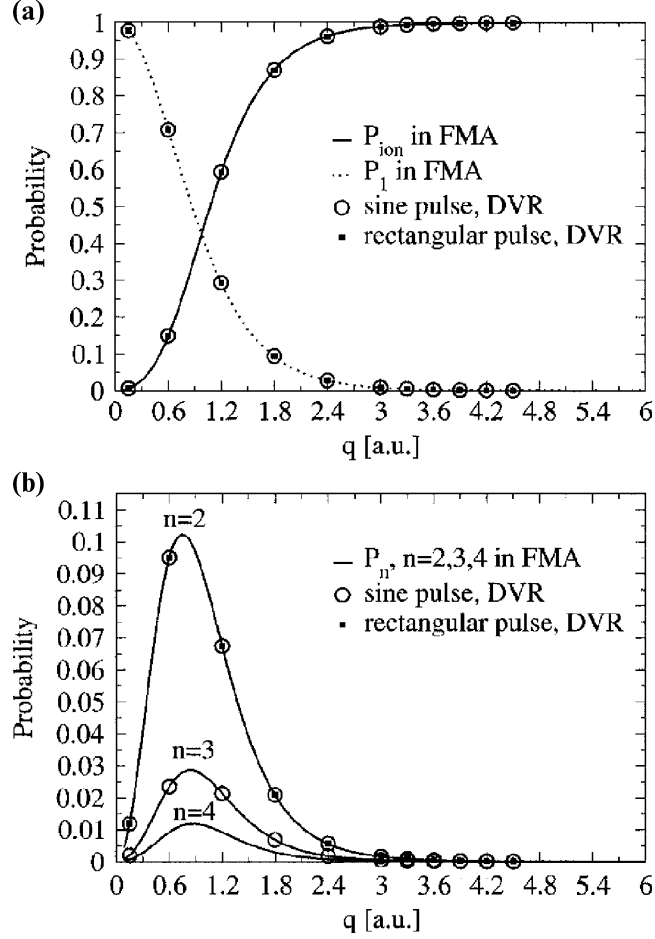 (a)
1
0.9
0.8
0.7
0.6
0.5
0.4
0.3
0.2
0.1
0
Probability
P_ion in FMA
P_1 in FMA
sine pulse, DVR
rectangular pulse, DVR
0 0.6 1.2 1.8 2.4 3 3.6 4.2 4.8 5.4 6
q [a.u.]
(b)
0.11
0.1
0.09
0.08
0.07
0.06
0.05
0.04
0.03
0.02
0.01
0
Probability
n=2
n=3
n=4
P_n, n=2,3,4 in FMA
sine pulse, DVR
rectangular pulse, DVR
0 0.6 1.2 1.8 2.4 3 3.6 4.2 4.8 5.4 6
q [a.u.]